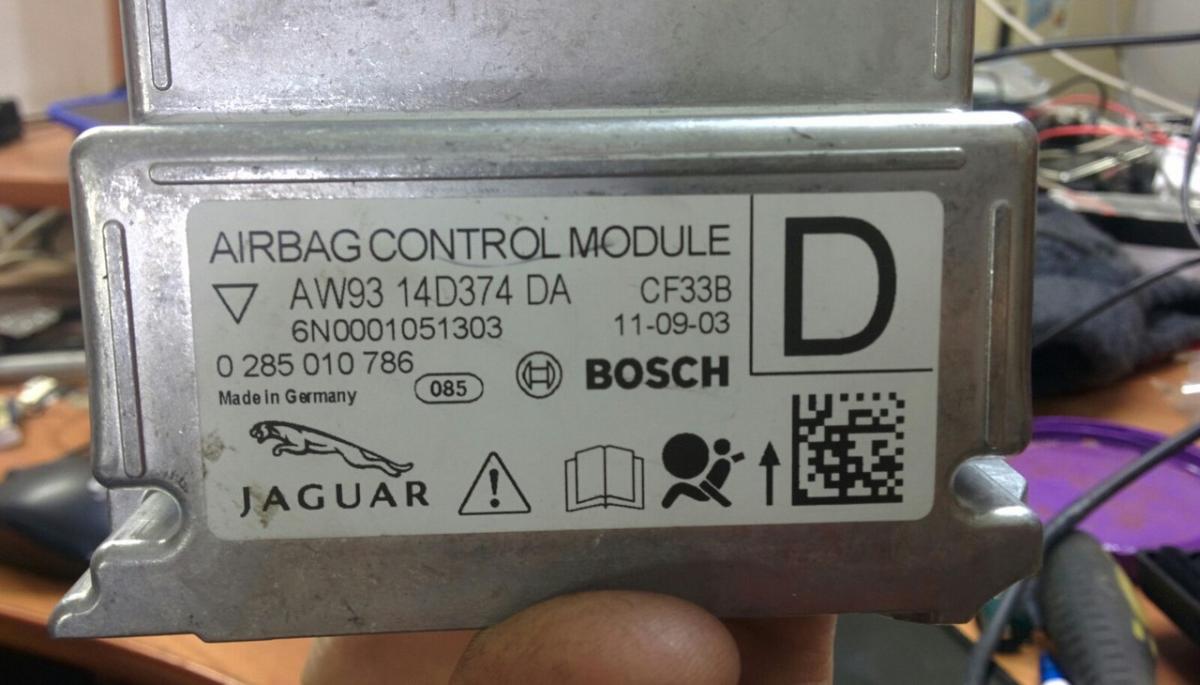 AIRBAG CONTROL MODULE
D
AW93 14D374 DA CF33B
6N0001051303 11-09-03
0 285 010 786
085
BOSCH
Made in Germany
JAGUAR